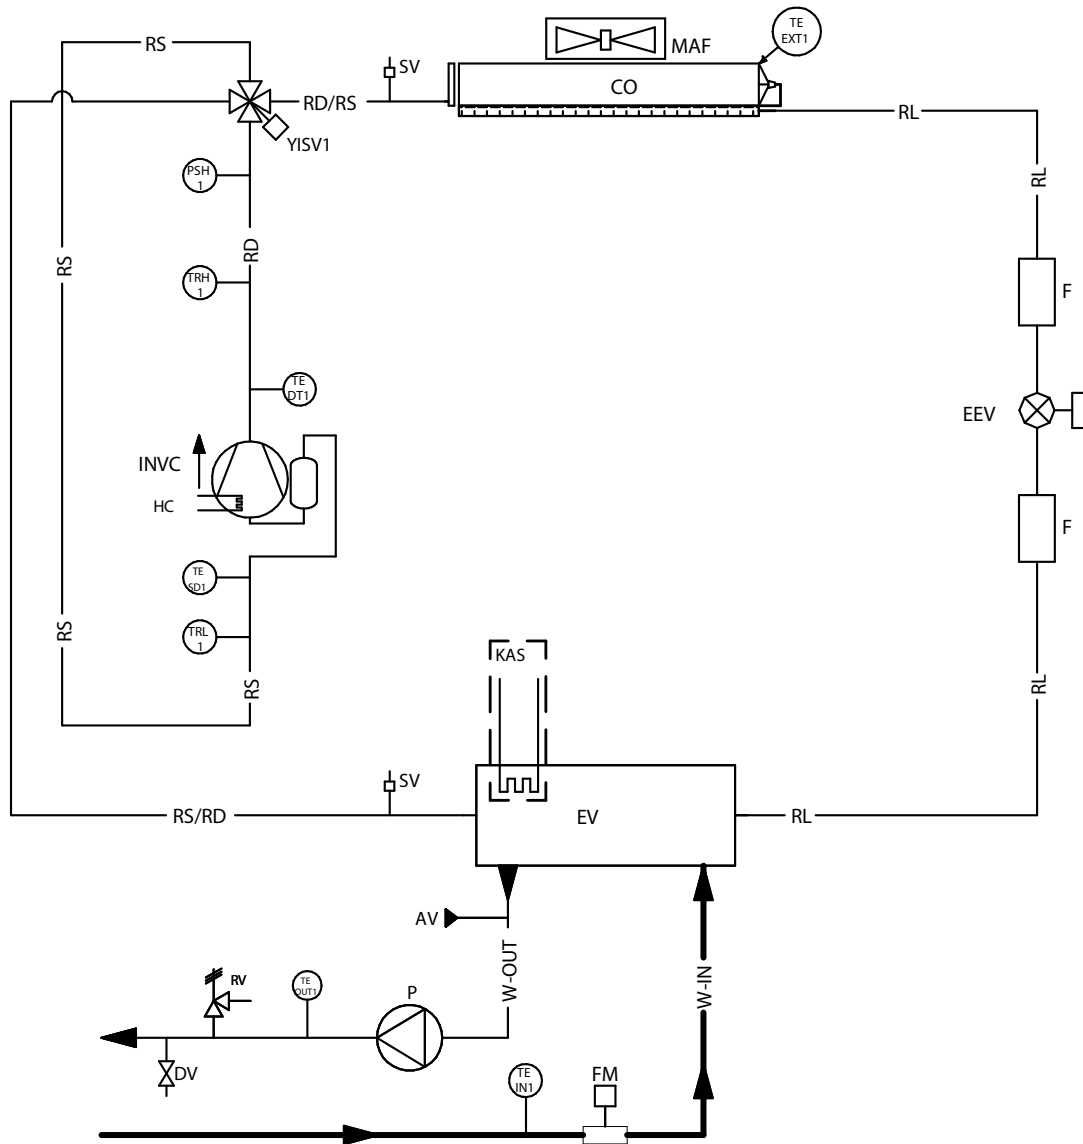 TE
EXT1
RS
MAF
SV
CO
RD/RS
RL
YISV1
PSH
1
RL
RD
RS
TRH
1
F
TE
DT1
EEV
INVC
HC
F
TE
SD1
RS
TRL
1
KAS
RS
RL
SV
RS/RD
EV
RL
AV
W-OUT
W-IN
RV
TE
OUT1
P
DV
TE
IN1
FM